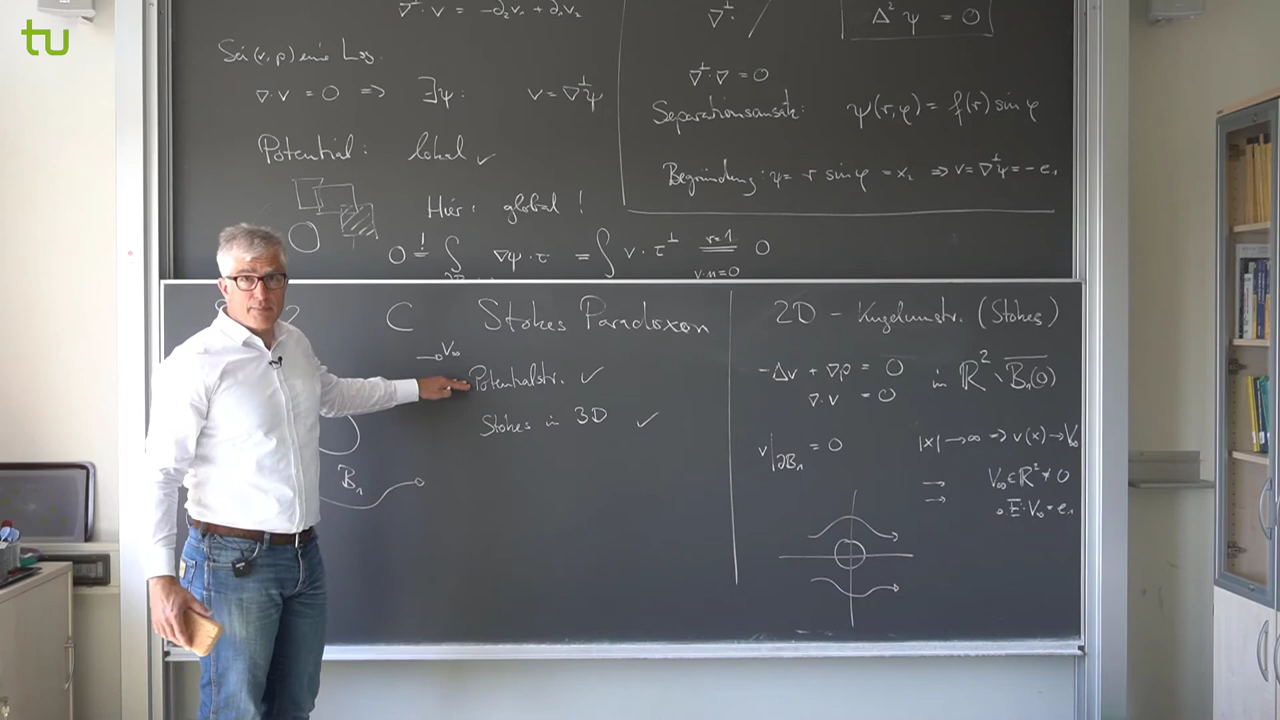 tu
∇^⊥·v = -∂₂v₁ + ∂₁v₂
Sei (v,p) eine Lsg.
∇·v = 0 => ∃ψ: v = ∇^⊥ψ
Potential: lokal ✓
Hier: global!
0 =! ∫ ∇ψ·τ = ∫ v·τ^⊥ = 0
r=1
v·n=0
∇^⊥·
Δ²ψ = 0
∇^⊥·∇ = 0
Separationsansatz: ψ(r,φ) = f(r) sin φ
Begründung: ψ = r sin φ = x₂ => v = ∇^⊥ψ = -e₁
C Stokes Paradoxon
→ V∞
Potentialstr. ✓
Stokes in 3D ✓
B₁
2D - Kugelumstr. (Stokes)
-Δv + ∇p = 0
∇·v = 0
in ℝ² \ B₁(0)
v|∂B₁ = 0
|x| → ∞ => v(x) → V∞
V∞ ∈ ℝ² ≠ 0
o.E. V∞ = e₁